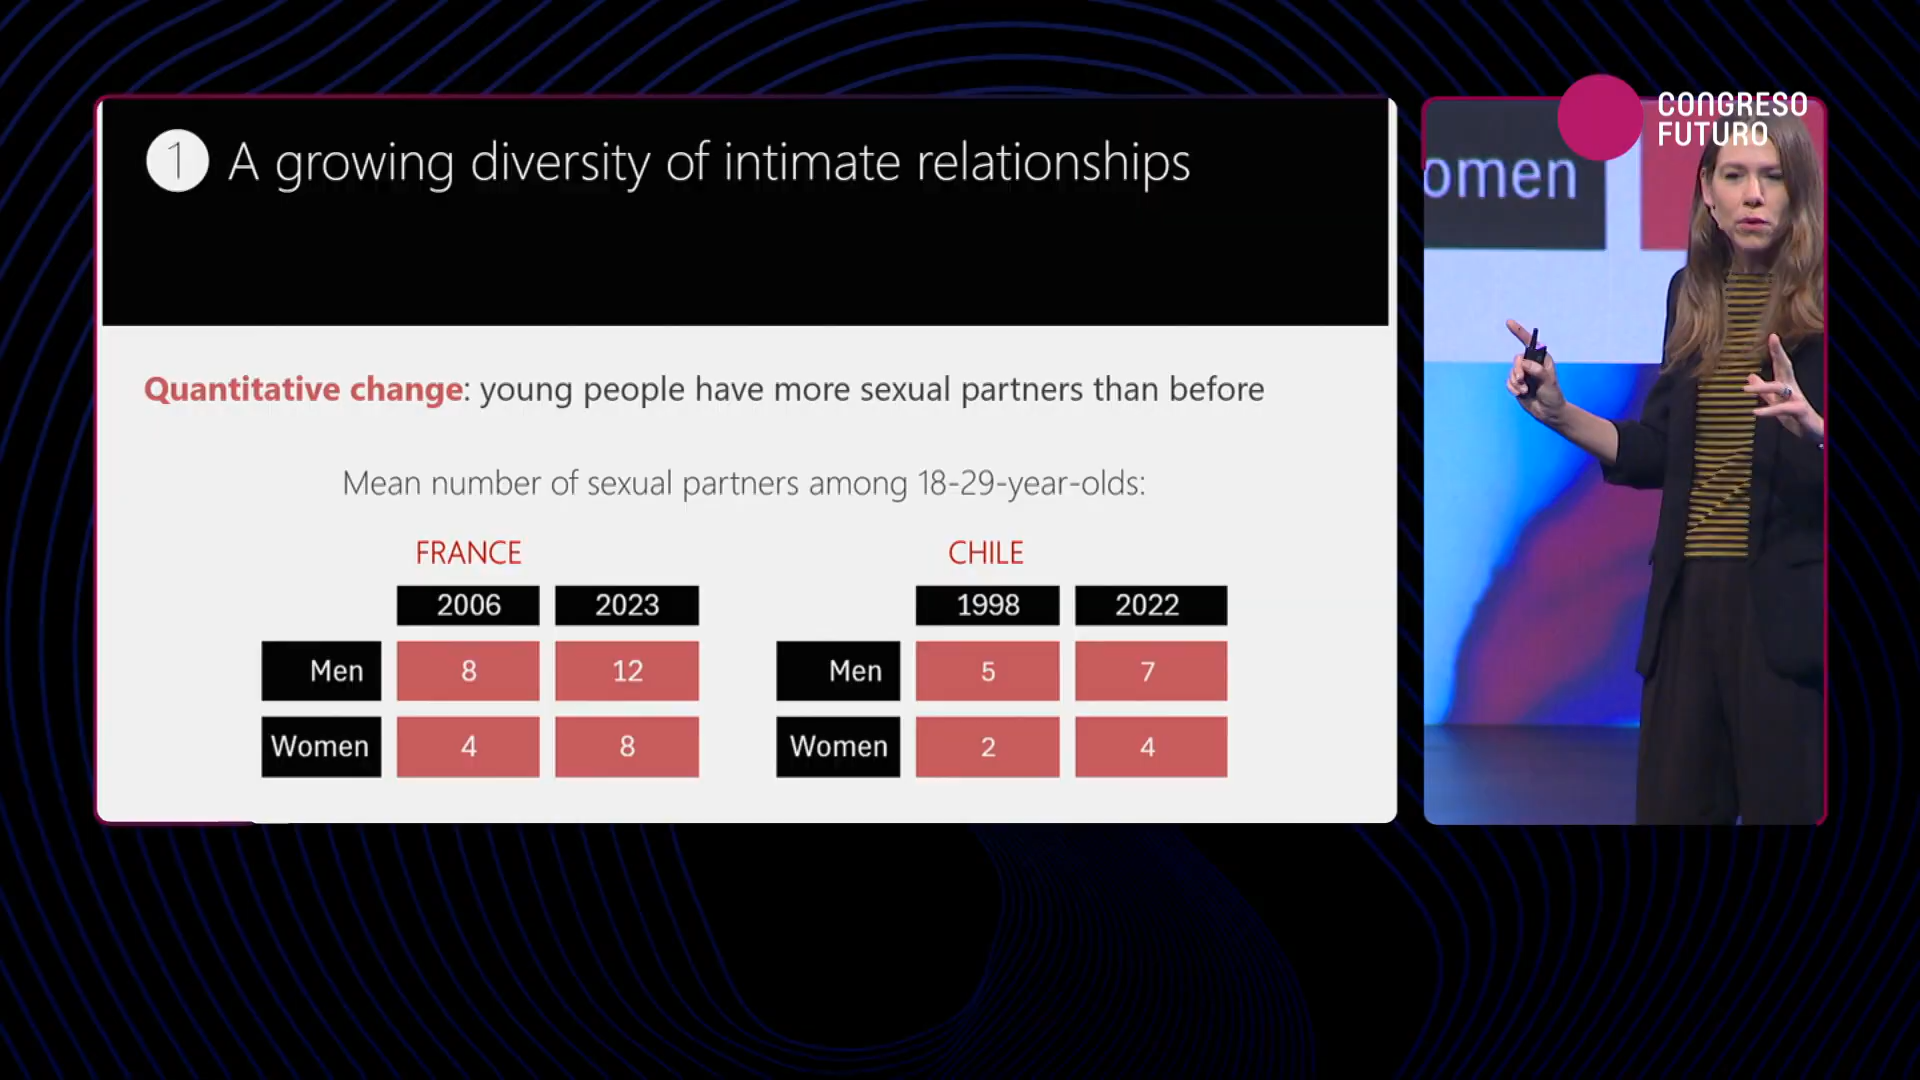 1 A growing diversity of intimate relationships
Quantitative change: young people have more sexual partners than before
Mean number of sexual partners among 18-29-year-olds:
FRANCE
2006 2023
Men 8 12
Women 4 8
CHILE
1998 2022
Men 5 7
Women 2 4
CONGRESO
FUTURO
omen